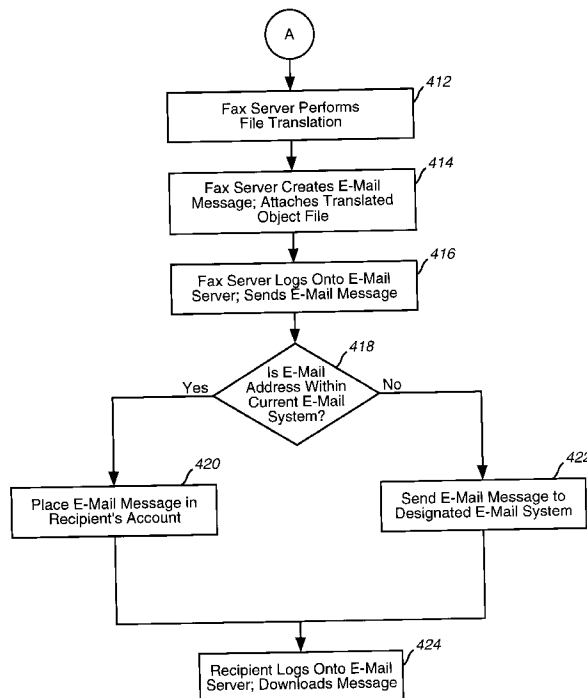 A
412
Fax Server Performs
File Translation
414
Fax Server Creates E-Mail
Message; Attaches Translated
Object File
416
Fax Server Logs Onto E-Mail
Server; Sends E-Mail Message
418
Is E-Mail
Address Within
Current E-Mail
System?
Yes
No
420
Place E-Mail Message in
Recipient's Account
422
Send E-Mail Message to
Designated E-Mail System
424
Recipient Logs Onto E-Mail
Server; Downloads Message